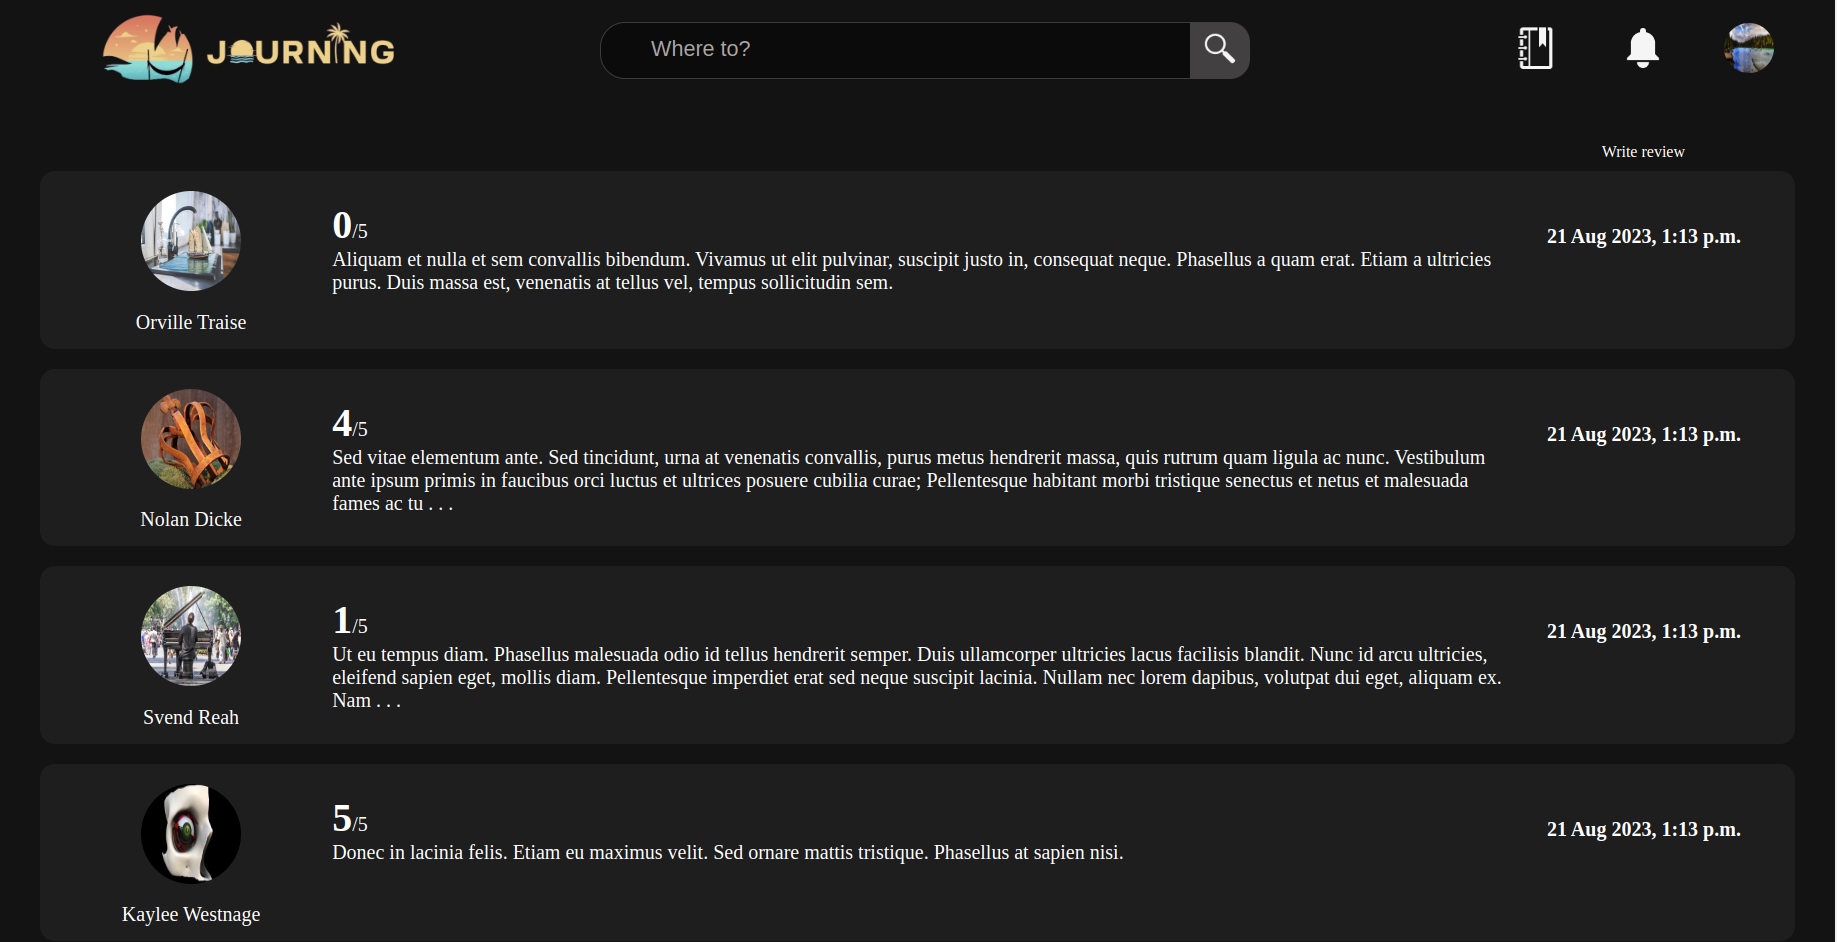 JOURNING
Where to?
Write review
0/5
21 Aug 2023, 1:13 p.m.
Aliquam et nulla et sem convallis bibendum. Vivamus ut elit pulvinar, suscipit justo in, consequat neque. Phasellus a quam erat. Etiam a ultricies
purus. Duis massa est, venenatis at tellus vel, tempus sollicitudin sem.
Orville Traise
4/5
21 Aug 2023, 1:13 p.m.
Sed vitae elementum ante. Sed tincidunt, urna at venenatis convallis, purus metus hendrerit massa, quis rutrum quam ligula ac nunc. Vestibulum
ante ipsum primis in faucibus orci luctus et ultrices posuere cubilia curae; Pellentesque habitant morbi tristique senectus et netus et malesuada
fames ac tu . . .
Nolan Dicke
1/5
21 Aug 2023, 1:13 p.m.
Ut eu tempus diam. Phasellus malesuada odio id tellus hendrerit semper. Duis ullamcorper ultricies lacus facilisis blandit. Nunc id arcu ultricies,
eleifend sapien eget, mollis diam. Pellentesque imperdiet erat sed neque suscipit lacinia. Nullam nec lorem dapibus, volutpat dui eget, aliquam ex.
Nam . . .
Svend Reah
5/5
21 Aug 2023, 1:13 p.m.
Donec in lacinia felis. Etiam eu maximus velit. Sed ornare mattis tristique. Phasellus at sapien nisi.
Kaylee Westnage